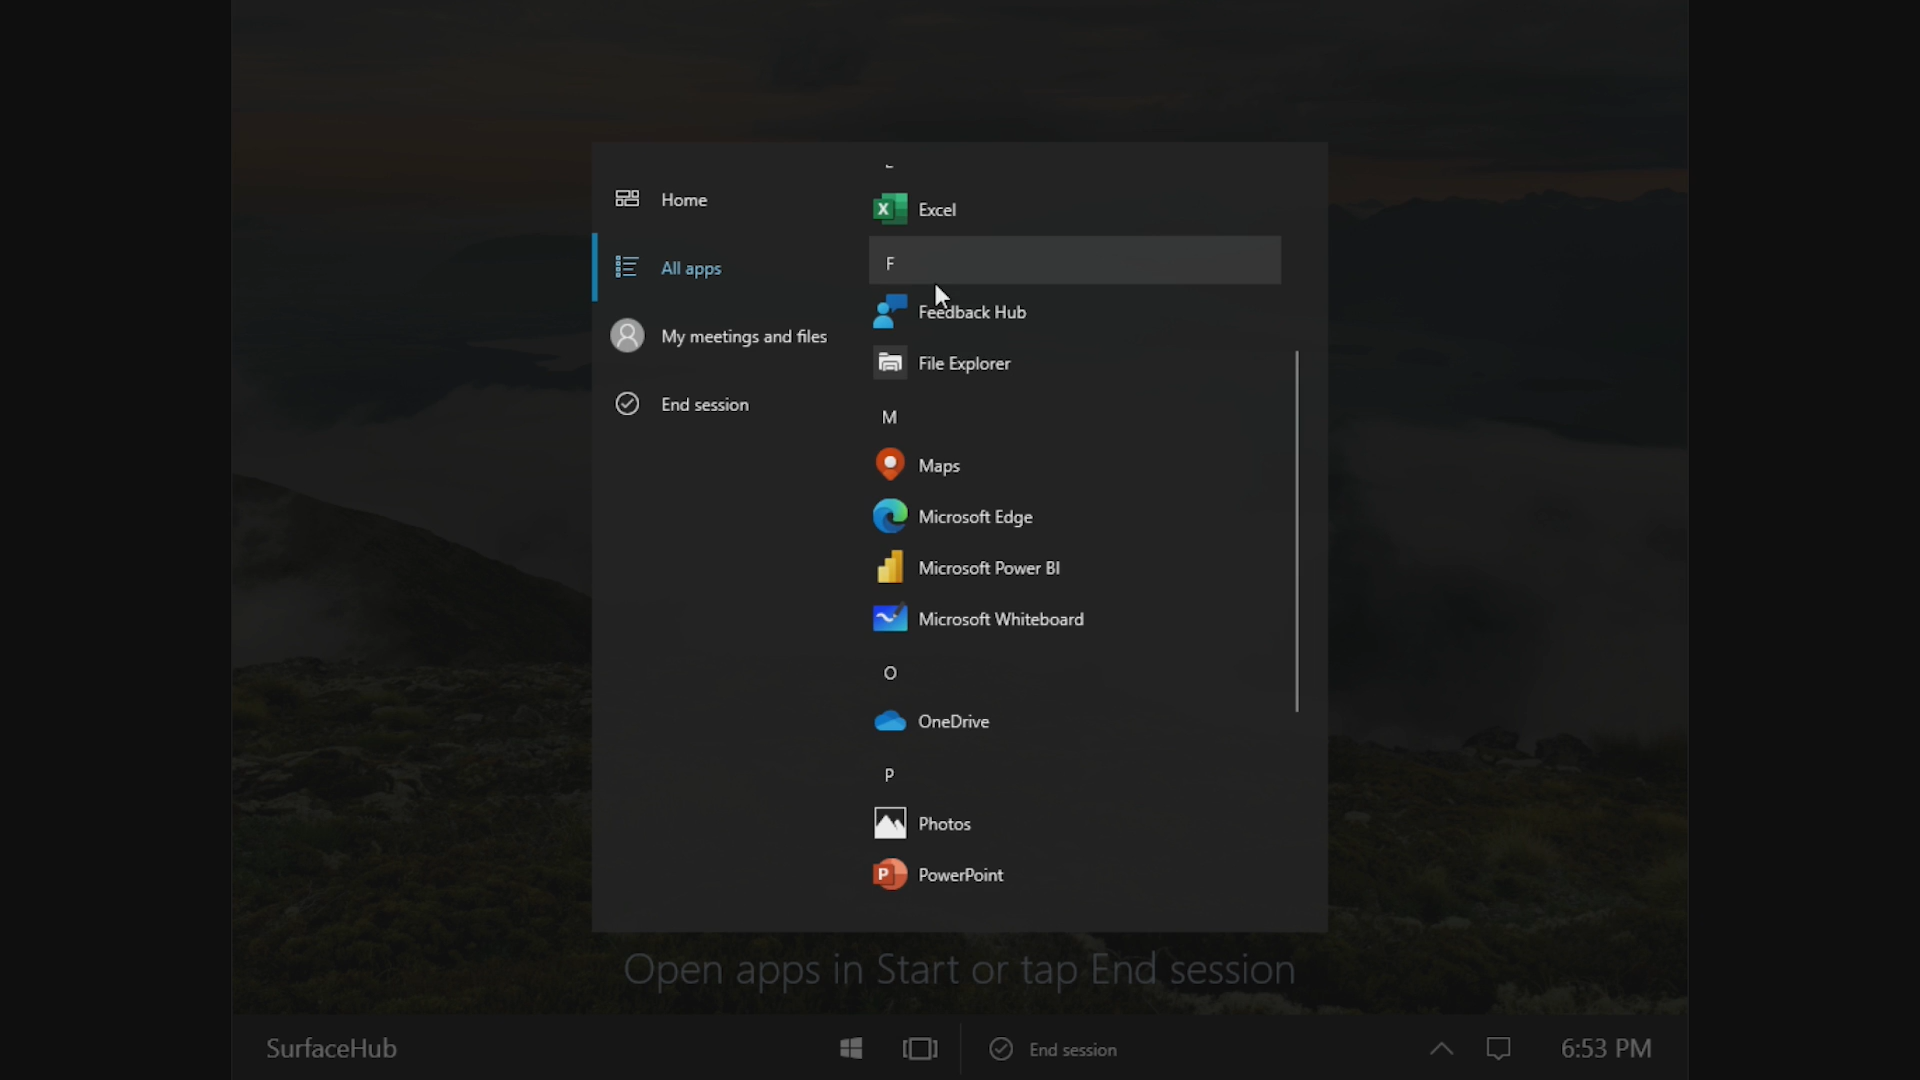 Home
All apps
My meetings and files
End session
Excel
F
Feedback Hub
File Explorer
M
Maps
Microsoft Edge
Microsoft Power BI
Microsoft Whiteboard
O
OneDrive
P
Photos
PowerPoint
Open apps in Start or tap End session
SurfaceHub
End session
6:53 PM